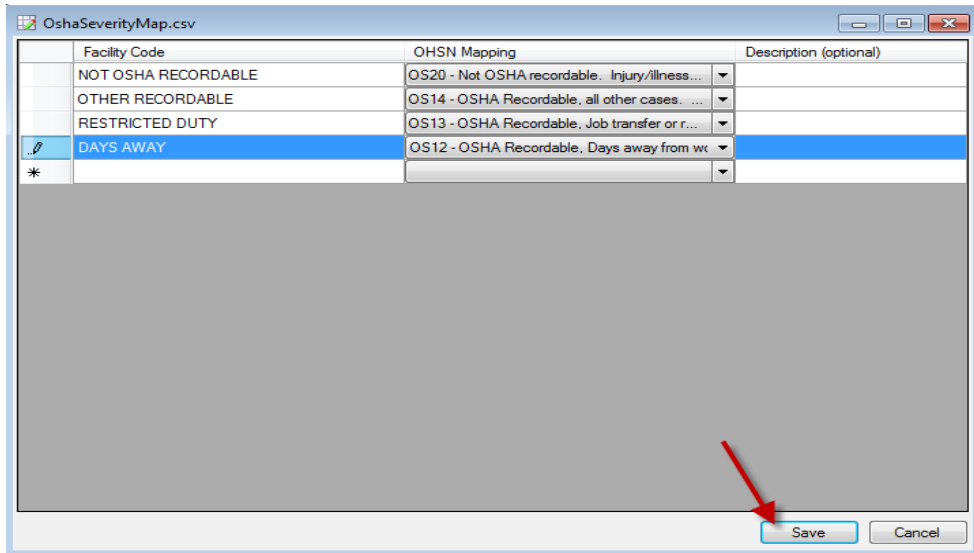 OshaSeverityMap.csv
Facility Code OHSN Mapping Description (optional)
NOT OSHA RECORDABLE OS20 - Not OSHA recordable. Injury/illness...
OTHER RECORDABLE OS14 - OSHA Recordable, all other cases. ...
RESTRICTED DUTY OS13 - OSHA Recordable, Job transfer or r...
DAYS AWAY OS12 - OSHA Recordable, Days away from wo
Save Cancel